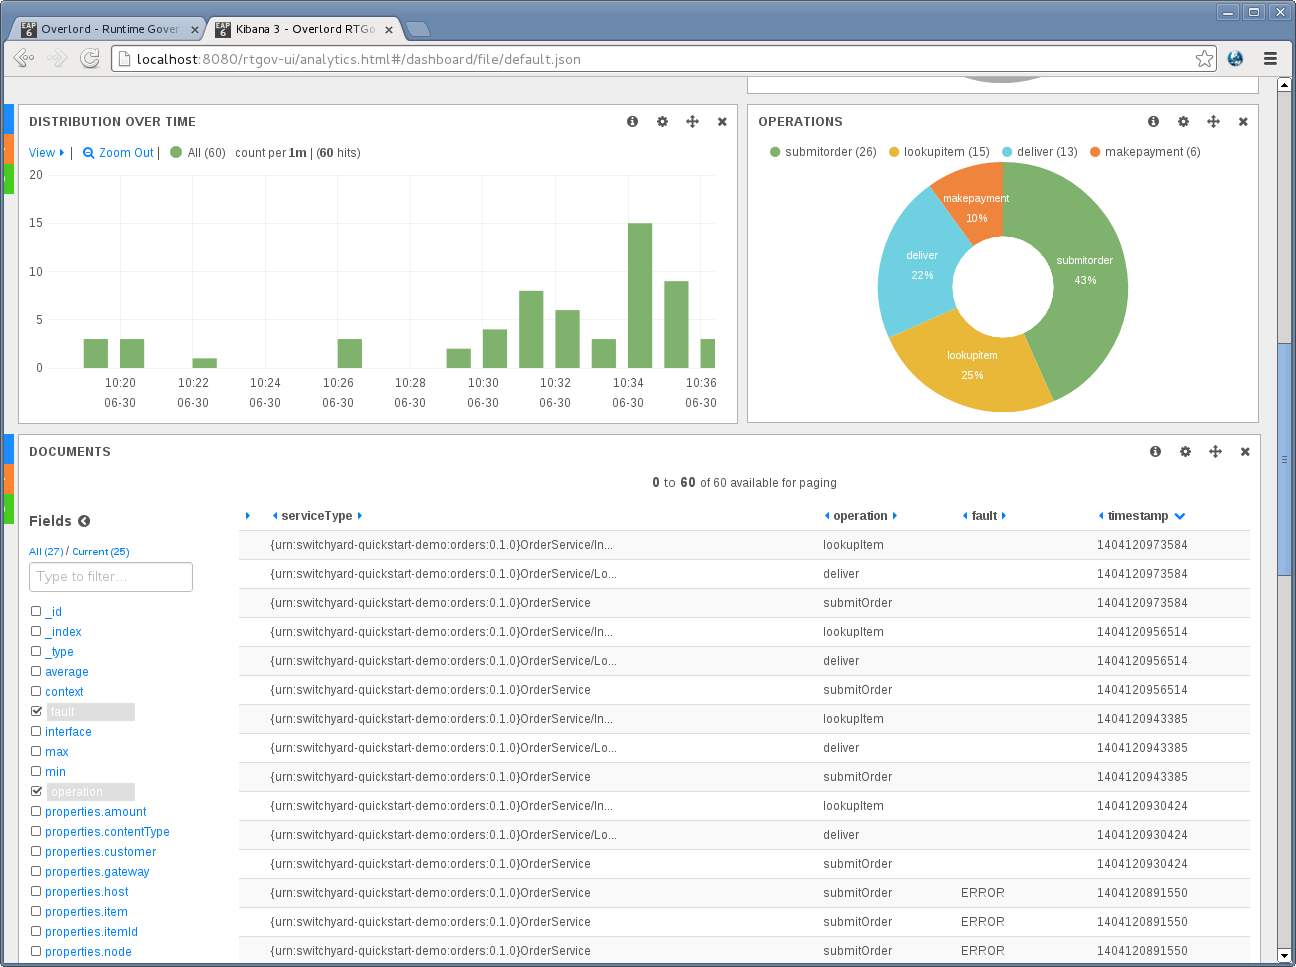 EAP 6 Overlord - Runtime Gover
EAP 6 Kibana 3 - Overlord RTGo
localhost:8080/rtgov-ui/analytics.html#/dashboard/file/default.json
DISTRIBUTION OVER TIME
View | Zoom Out | All (60) count per 1m | (60 hits)
20
15
10
5
0
10:20 10:22 10:24 10:26 10:28 10:30 10:32 10:34 10:36
06-30 06-30 06-30 06-30 06-30 06-30 06-30 06-30 06-30
OPERATIONS
submitorder (26) lookupitem (15) deliver (13) makepayment (6)
makepayment
10%
deliver
22%
submitorder
43%
lookupitem
25%
DOCUMENTS
0 to 60 of 60 available for paging
Fields
All (27) / Current (25)
Type to filter...
_id
_index
_type
average
context
fault
interface
max
min
operation
properties.amount
properties.contentType
properties.customer
properties.gateway
properties.host
properties.item
properties.itemId
properties.node
serviceType operation fault timestamp
{urn:switchyard-quickstart-demo:orders:0.1.0}OrderService/In... lookupItem 1404120973584
{urn:switchyard-quickstart-demo:orders:0.1.0}OrderService/Lo... deliver 1404120973584
{urn:switchyard-quickstart-demo:orders:0.1.0}OrderService submitOrder 1404120973584
{urn:switchyard-quickstart-demo:orders:0.1.0}OrderService/In... lookupItem 1404120956514
{urn:switchyard-quickstart-demo:orders:0.1.0}OrderService/Lo... deliver 1404120956514
{urn:switchyard-quickstart-demo:orders:0.1.0}OrderService submitOrder 1404120956514
{urn:switchyard-quickstart-demo:orders:0.1.0}OrderService/In... lookupItem 1404120943385
{urn:switchyard-quickstart-demo:orders:0.1.0}OrderService/Lo... deliver 1404120943385
{urn:switchyard-quickstart-demo:orders:0.1.0}OrderService submitOrder 1404120943385
{urn:switchyard-quickstart-demo:orders:0.1.0}OrderService/In... lookupItem 1404120930424
{urn:switchyard-quickstart-demo:orders:0.1.0}OrderService/Lo... deliver 1404120930424
{urn:switchyard-quickstart-demo:orders:0.1.0}OrderService submitOrder 1404120930424
{urn:switchyard-quickstart-demo:orders:0.1.0}OrderService submitOrder ERROR 1404120891550
{urn:switchyard-quickstart-demo:orders:0.1.0}OrderService submitOrder ERROR 1404120891550
{urn:switchyard-quickstart-demo:orders:0.1.0}OrderService submitOrder ERROR 1404120891550